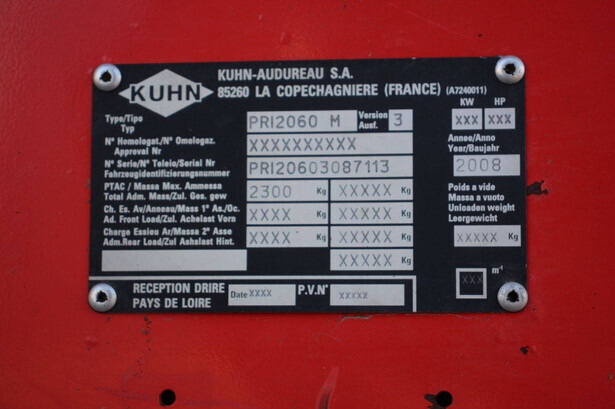 KUHN
KUHN-AUDUREAU S.A.
85260 LA COPECHAGNIERE (FRANCE) (A7240011)
Type/Tipo
Typ
PRI2060 M
Version
Ausf.
3
KW HP
XXX XXX
N° Homologat./N° Omologaz.
Approval Nr
XXXXXXXXXX
Annee/Anno
Year/Baujahr
2008
N° Serie/N° Teleio/Serial Nr
Fahrzeugidentifizierungsnummer
PRI20603087113
PTAC / Massa Max. Ammessa
Total Adm. Mass/Zul. Ges. gew
2300 Kg XXXXX Kg
Poids a vide
Massa a vuoto
Unloaden weight
Leergewicht
XXXXX Kg
Ch. Es. Av/Anneau/Mass 1° As./Oc.
Ad. Front Load/Zul. Achelast Vorn
XXXX Kg XXXXX Kg
Charge Essieu Ar/Massa 2° Asse
Adm.Rear Load/Zul Ashalast Hint.
XXXX Kg XXXXX Kg
XXXXX Kg
XXX m³
RECEPTION DRIRE
PAYS DE LOIRE
Date XXXX
P.V.N° XXXXX